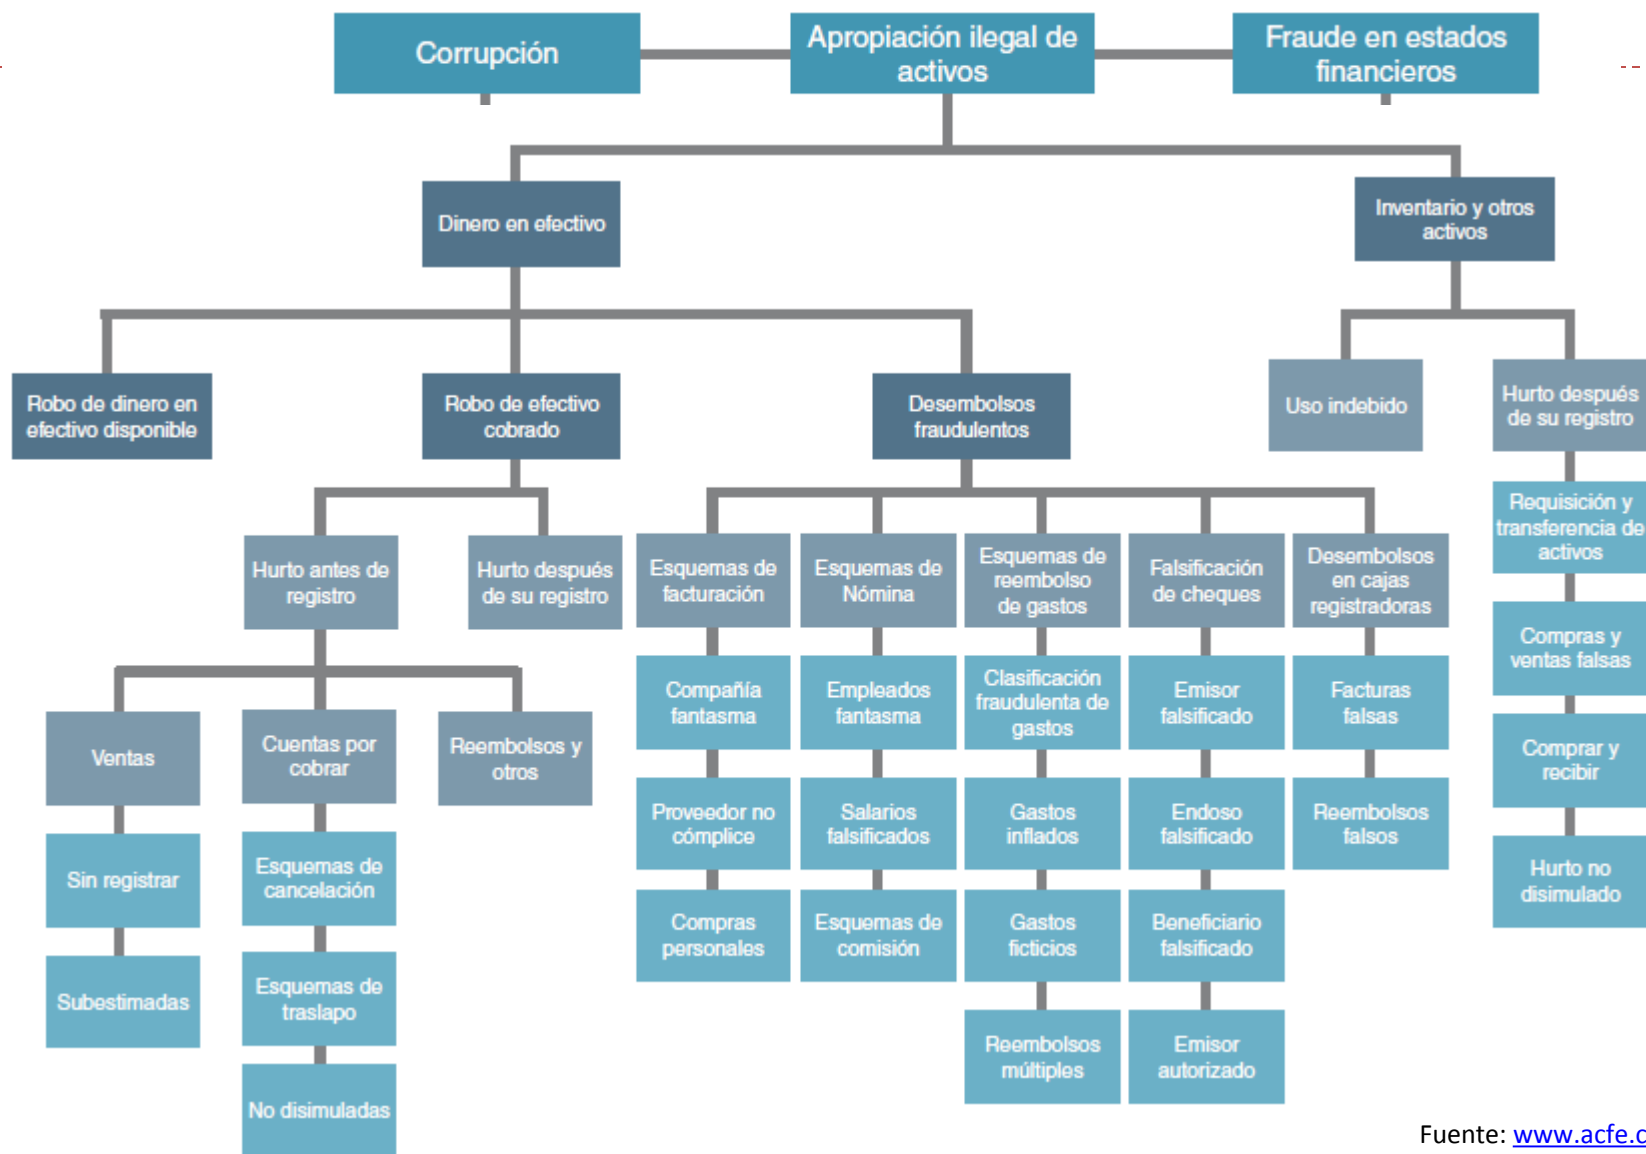 Corrupción
Apropiación ilegal de
activos
Fraude en estados
financieros
Dinero en efectivo
Inventario y otros
activos
Robo de dinero en
efectivo disponible
Robo de efectivo
cobrado
Desembolsos
fraudulentos
Uso indebido
Hurto después
de su registro
Hurto antes de
registro
Hurto después
de su registro
Esquemas de
facturación
Esquemas de
Nómina
Esquemas de
reembolso
de gastos
Falsificación
de cheques
Desembolsos
en cajas
registradoras
Requisición y
transferencia de
activos
Compras y
ventas falsas
Comprar y
recibir
Hurto no
disimulado
Ventas
Cuentas por
cobrar
Reembolsos y
otros
Sin registrar
Subestimadas
Esquemas de
cancelación
Esquemas de
traslapo
No disimuladas
Compañía
fantasma
Proveedor no
cómplice
Compras
personales
Empleados
fantasma
Salarios
falsificados
Esquemas de
comisión
Clasificación
fraudulenta de
gastos
Gastos
inflados
Gastos
ficticios
Reembolsos
múltiples
Emisor
falsificado
Endoso
falsificado
Beneficiario
falsificado
Emisor
autorizado
Facturas
falsas
Reembolsos
falsos
Fuente: www.acfe.c